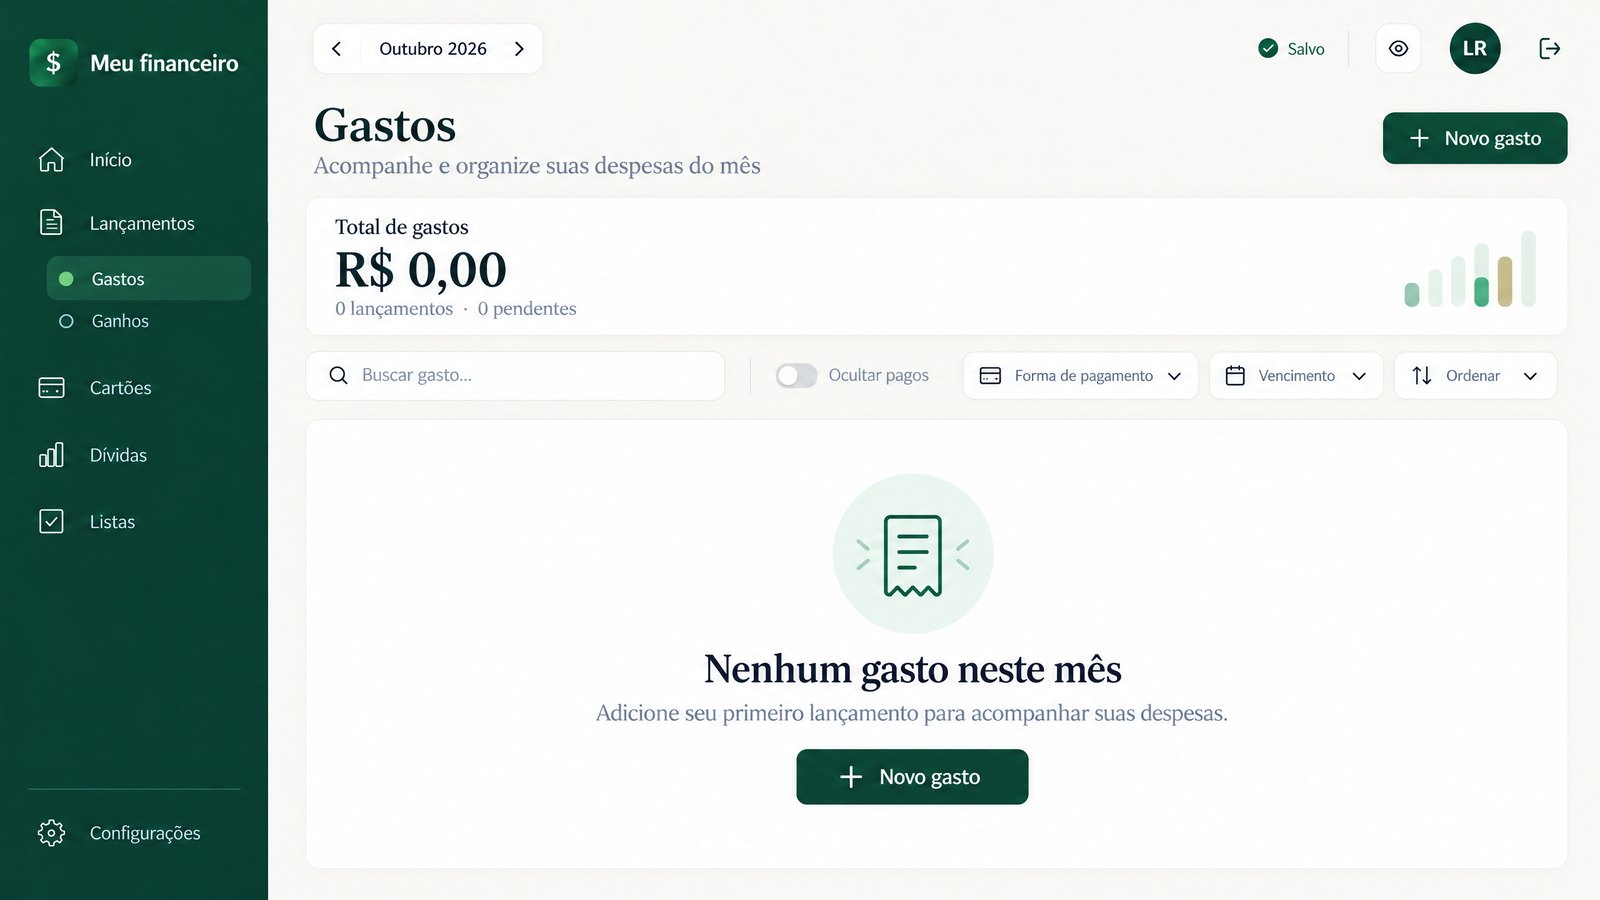 $ Meu financeiro
Início
Lançamentos
Gastos
Ganhos
Cartões
Dívidas
Listas
Configurações
Outubro 2026
Salvo
LR
Gastos
Acompanhe e organize suas despesas do mês
+ Novo gasto
Total de gastos
R$ 0,00
0 lançamentos · 0 pendentes
Buscar gasto...
Ocultar pagos
Forma de pagamento
Vencimento
Ordenar
Nenhum gasto neste mês
Adicione seu primeiro lançamento para acompanhar suas despesas.
+ Novo gasto